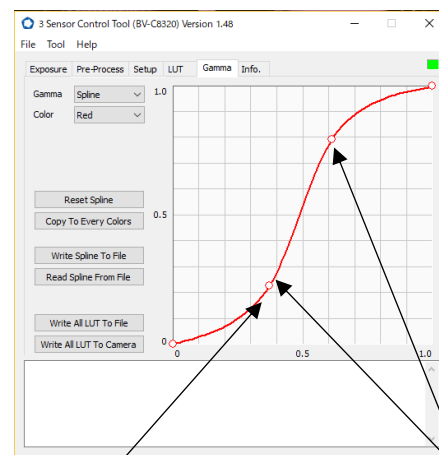 3 Sensor Control Tool (BV-C8320) Version 1.48
File Tool Help
Exposure Pre-Process Setup LUT Gamma Info.
Gamma Spline
Color Red
1.0
Reset Spline
Copy To Every Colors
0.5
Write Spline To File
Read Spline From File
Write All LUT To File
Write All LUT To Camera
0
0 0.5 1.0